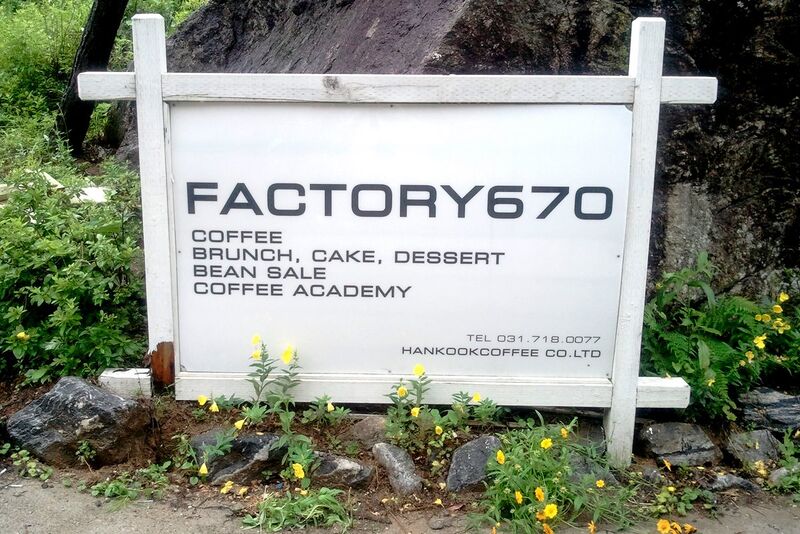 FACTORY670
COFFEE
BRUNCH, CAKE, DESSERT
BEAN SALE
COFFEE ACADEMY
TEL 031.718.0077
HANKOOKCOFFEE CO.LTD